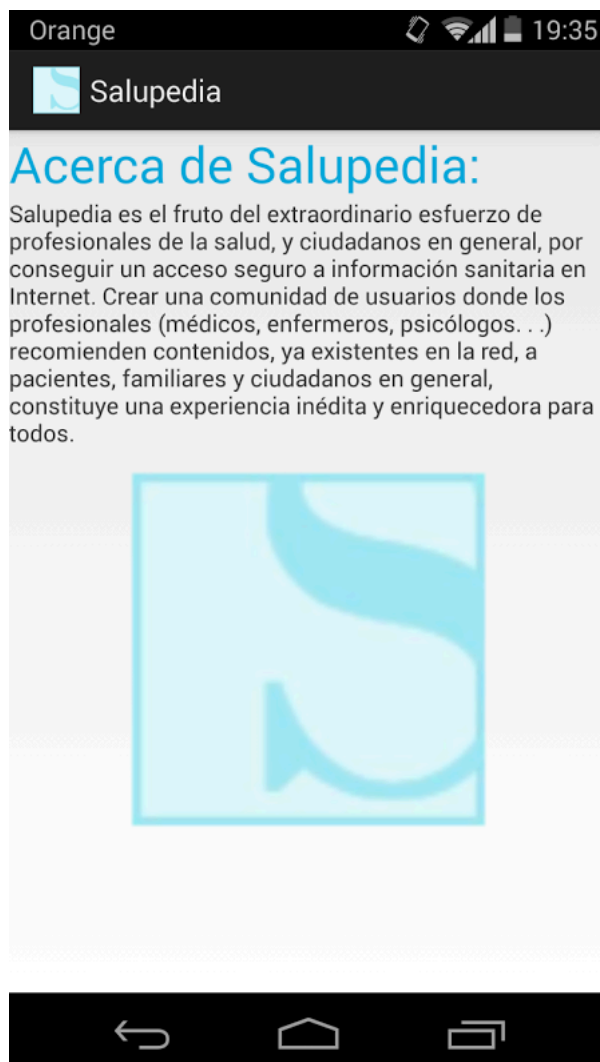 Orange 19:35
Salupedia
Acerca de Salupedia:
Salupedia es el fruto del extraordinario esfuerzo de
profesionales de la salud, y ciudadanos en general, por
conseguir un acceso seguro a información sanitaria en
Internet. Crear una comunidad de usuarios donde los
profesionales (médicos, enfermeros, psicólogos. . .)
recomienden contenidos, ya existentes en la red, a
pacientes, familiares y ciudadanos en general,
constituye una experiencia inédita y enriquecedora para
todos.
S